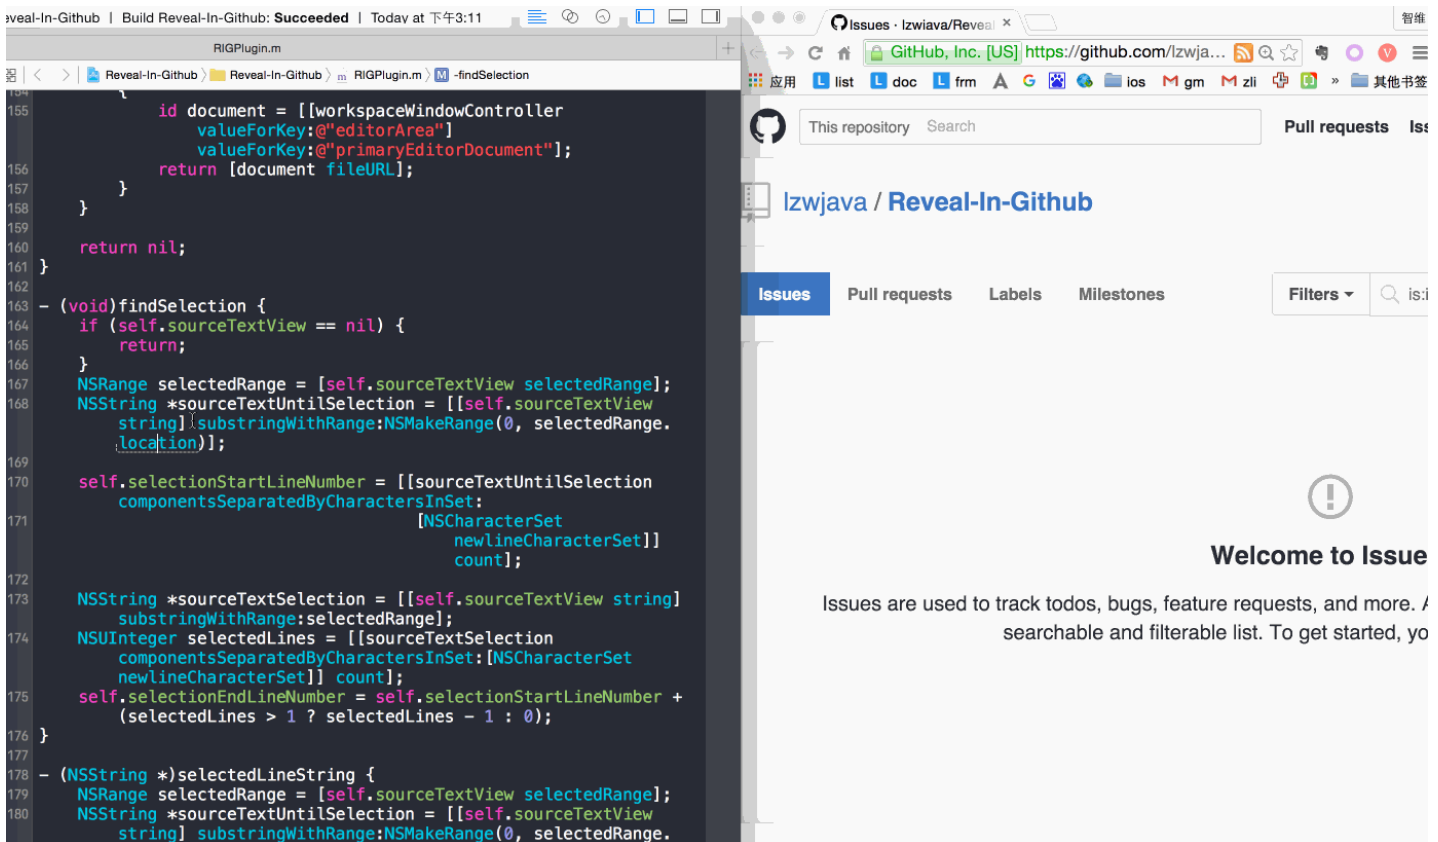 eveal-In-Github | Build Reveal-In-Github: Succeeded | Today at 下午3:11
RIGPlugin.m
Reveal-In-Github Reveal-In-Github m RIGPlugin.m M -findSelection
154 {
155 id document = [[workspaceWindowController
valueForKey:@"editorArea"]
valueForKey:@"primaryEditorDocument"];
156 return [document fileURL];
157 }
158 }
159
160 return nil;
161 }
162
163 - (void)findSelection {
164 if (self.sourceTextView == nil) {
165 return;
166 }
167 NSRange selectedRange = [self.sourceTextView selectedRange];
168 NSString *sourceTextUntilSelection = [[self.sourceTextView
string] substringWithRange:NSMakeRange(0, selectedRange.
location)];
169
170 self.selectionStartLineNumber = [[sourceTextUntilSelection
componentsSeparatedByCharactersInSet:
171 [NSCharacterSet
newlineCharacterSet]]
count];
172
173 NSString *sourceTextSelection = [[self.sourceTextView string]
substringWithRange:selectedRange];
174 NSUInteger selectedLines = [[sourceTextSelection
componentsSeparatedByCharactersInSet:[NSCharacterSet
newlineCharacterSet]] count];
175 self.selectionEndLineNumber = self.selectionStartLineNumber +
(selectedLines > 1 ? selectedLines - 1 : 0);
176 }
177
178 - (NSString *)selectedLineString {
179 NSRange selectedRange = [self.sourceTextView selectedRange];
180 NSString *sourceTextUntilSelection = [[self.sourceTextView
string] substringWithRange:NSMakeRange(0, selectedRange.
Issues · lzwjava/Reveal × 智维
GitHub, Inc. [US] https://github.com/lzwja... V
应用 L list L doc L frm A G ios M gm M zli » 其他书签
This repository Search Pull requests Iss
lzwjava / Reveal-In-Github
Issues Pull requests Labels Milestones Filters is:i
Welcome to Issue
Issues are used to track todos, bugs, feature requests, and more. A
searchable and filterable list. To get started, yo